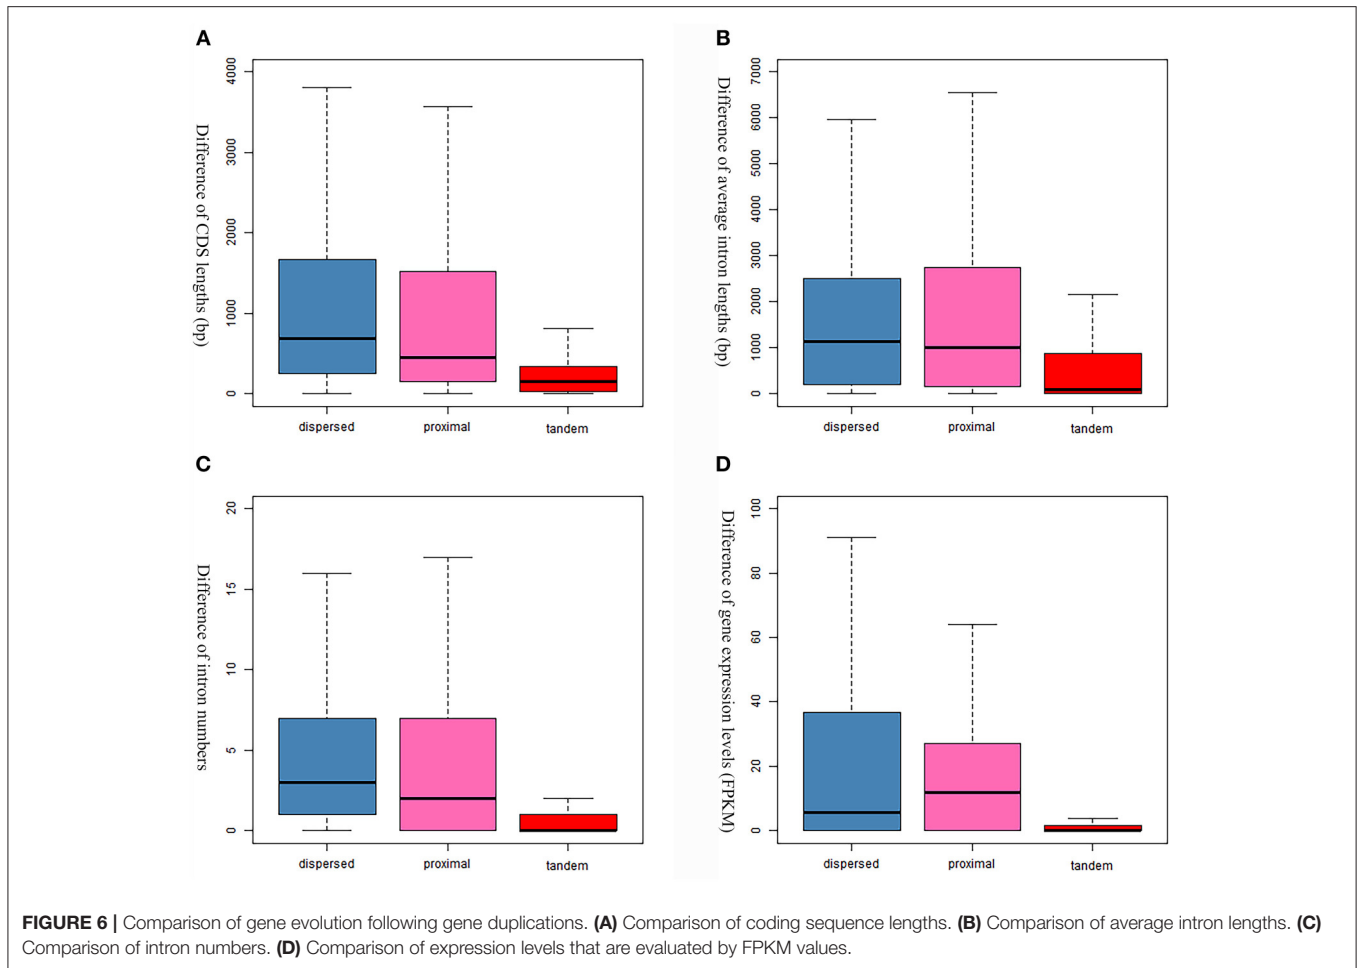 A
Difference of CDS lengths (bp)
4000
3000
2000
1000
0
dispersed proximal tandem
B
Difference of average intron lengths (bp)
7000
6000
5000
4000
3000
2000
1000
0
dispersed proximal tandem
C
Difference of intron numbers
20
15
10
5
0
dispersed proximal tandem
D
Difference of gene expression levels (FPKM)
100
80
60
40
20
0
dispersed proximal tandem
FIGURE 6 | Comparison of gene evolution following gene duplications. (A) Comparison of coding sequence lengths. (B) Comparison of average intron lengths. (C)
Comparison of intron numbers. (D) Comparison of expression levels that are evaluated by FPKM values.